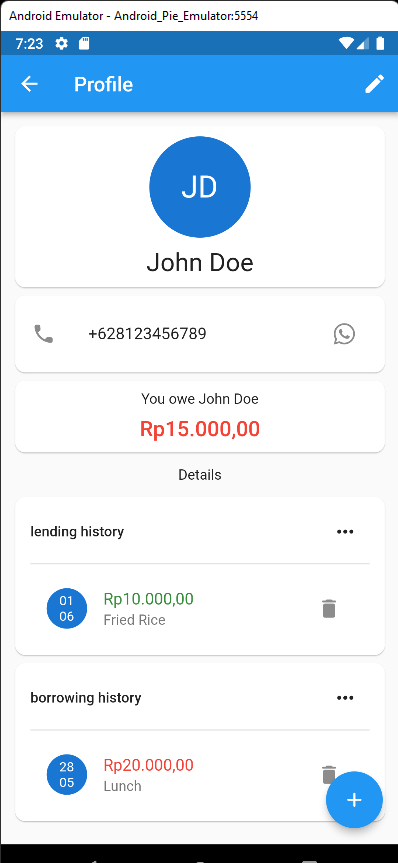 Android Emulator - Android_Pie_Emulator:5554
7:23
Profile
JD
John Doe
+628123456789
You owe John Doe
Rp15.000,00
Details
lending history
01
06
Rp10.000,00
Fried Rice
borrowing history
28
05
Rp20.000,00
Lunch